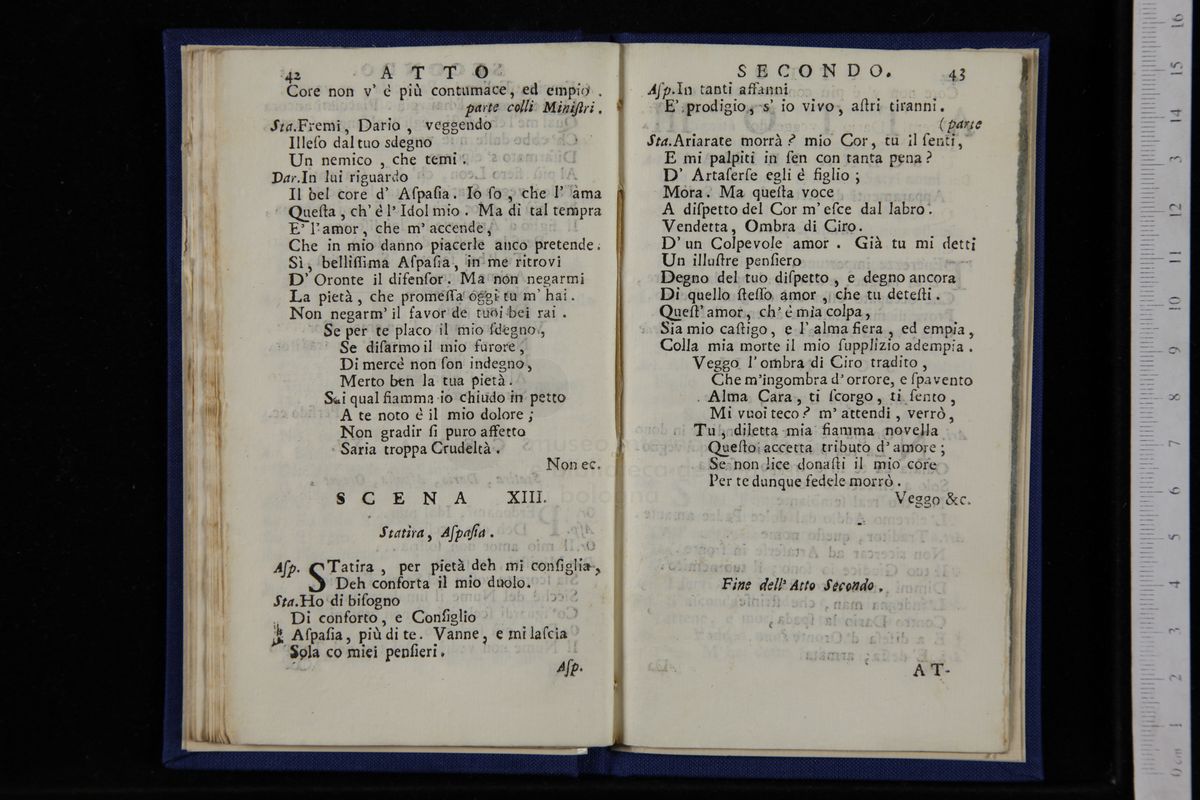 42 ATTO
Core non v' è più contumace, ed empio.
parte colli Miniſtri.
Sta.Fremi, Dario, veggendo
Illeſo dal tuo sdegno
Un nemico, che temi.
Dar.In lui riguardo
Il bel core d' Aſpaſia. Io ſo, che l' ama
Queſta, ch' è l' Idol mio. Ma di tal tempra
E' l'amor, che m' accende,
Che in mio danno piacerle anco pretende.
Sì, belliſſima Aſpaſia, in me ritrovi
D' Oronte il difenſor. Ma non negarmi
La pietà, che promeſſa oggi tu m' hai.
Non negarm' il favor de tuoi bei rai.
Se per te placo il mio ſdegno,
Se diſarmo il mio furore,
Di mercè non ſon indegno,
Merto ben la tua pietà.
Sai qual fiamma io chiudo in petto
A te noto è il mio dolore;
Non gradir ſi puro affetto
Saria troppa Crudeltà.
Non ec.
SCENA XIII.
Statira, Aſpaſia.
Aſp. STatira, per pietà deh mi conſiglia,
Deh conforta il mio duolo.
Sta.Ho di biſogno
Di conforto, e Conſiglio
Aſpaſia, più di te. Vanne, e mi laſcia
Sola co miei penſieri.
Aſp.
SECONDO. 43
Aſp.In tanti affanni
E' prodigio, s' io vivo, aſtri tiranni.
(parte
Sta.Ariarate morrà? mio Cor, tu il ſenti,
E mi palpiti in ſen con tanta pena?
D' Artaſerſe egli è figlio;
Mora. Ma queſta voce
A diſpetto del Cor m' eſce dal labro.
Vendetta, Ombra di Ciro.
D' un Colpevole amor. Già tu mi detti
Un illuſtre penſiero
Degno del tuo diſpetto, e degno ancora
Di quello ſteſſo amor, che tu deteſti.
Queſt' amor, ch' è mia colpa,
Sia mio caſtigo, e l' alma fiera, ed empia,
Colla mia morte il mio ſupplizio adempia.
Veggo l' ombra di Ciro tradito,
Che m'ingombra d' orrore, e ſpavento
Alma Cara, ti ſcorgo, ti ſento,
Mi vuoi teco? m' attendi, verrò,
Tu, diletta mia fiamma novella
Queſto accetta tributo d' amore;
Se non lice donaſti il mio core
Per te dunque fedele morrò.
Veggo &c.
Fine dell' Atto Secondo.
AT-